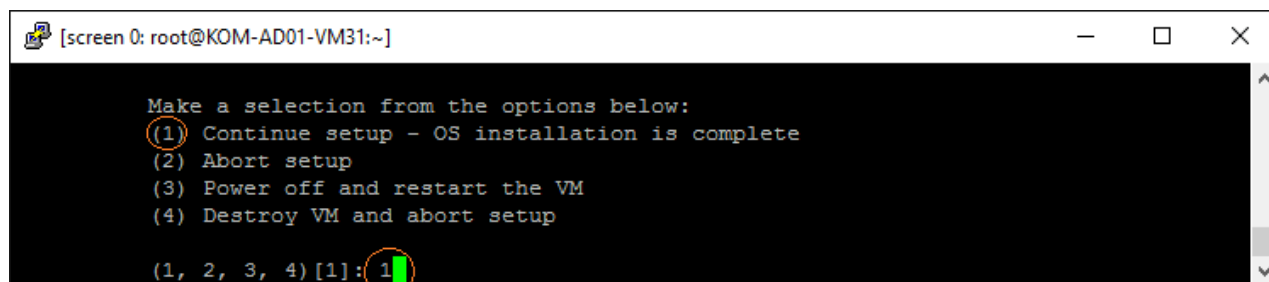 [screen 0: root@KOM-AD01-VM31:~]
Make a selection from the options below:
(1) Continue setup - OS installation is complete
(2) Abort setup
(3) Power off and restart the VM
(4) Destroy VM and abort setup
(1, 2, 3, 4)[1]: 1